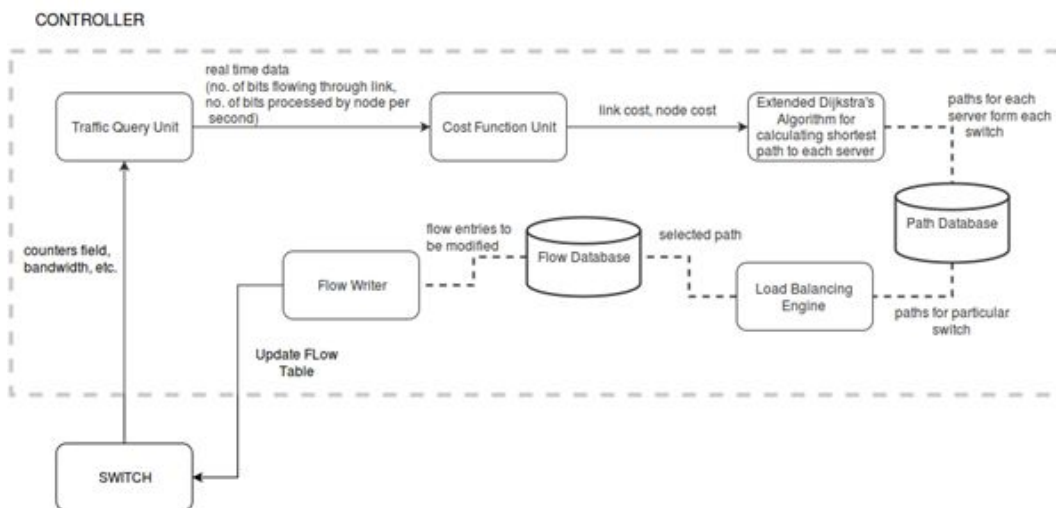 CONTROLLER
real time data
(no. of bits flowing through link,
no. of bits processed by node per
second)
Traffic Query Unit
Cost Function Unit
link cost, node cost
Extended Dijkstra's
Algorithm for
calculating shortest
path to each server
paths for each
server form each
switch
Path Database
counters field,
bandwidth, etc.
flow entries to
be modified
Flow Writer
Flow Database
selected path
Load Balancing
Engine
paths for particular
switch
Update FLow
Table
SWITCH